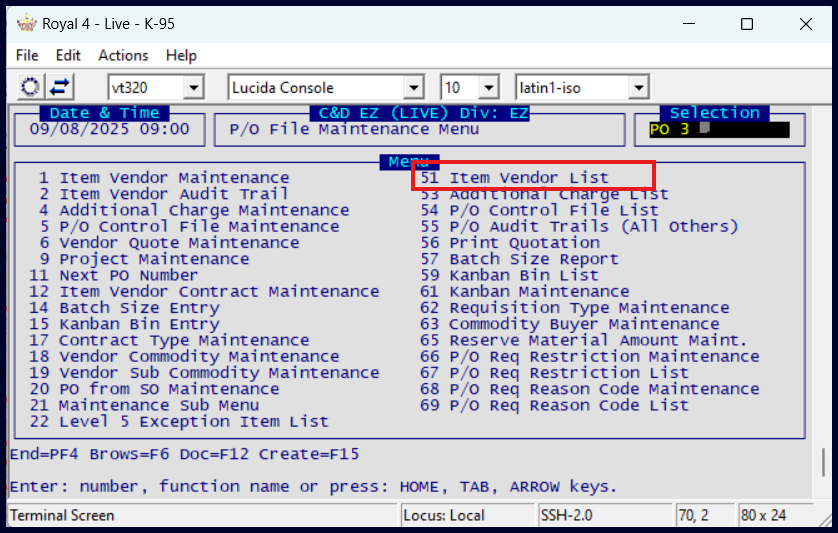 Royal 4 - Live - K-95
File Edit Actions Help
vt320 Lucida Console 10 latin1-iso
Date & Time
09/08/2025 09:00
C&D EZ (LIVE) Div: EZ
P/O File Maintenance Menu
Selection
PO 3
Menu
1 Item Vendor Maintenance
2 Item Vendor Audit Trail
4 Additional Charge Maintenance
5 P/O Control File Maintenance
6 Vendor Quote Maintenance
9 Project Maintenance
11 Next PO Number
12 Item Vendor Contract Maintenance
14 Batch Size Entry
15 Kanban Bin Entry
17 Contract Type Maintenance
18 Vendor Commodity Maintenance
19 Vendor Sub Commodity Maintenance
20 PO from SO Maintenance
21 Maintenance Sub Menu
22 Level 5 Exception Item List
51 Item Vendor List
53 Additional Charge List
54 P/O Control File List
55 P/O Audit Trails (All Others)
56 Print Quotation
57 Batch Size Report
59 Kanban Bin List
61 Kanban Maintenance
62 Requisition Type Maintenance
63 Commodity Buyer Maintenance
65 Reserve Material Amount Maint.
66 P/O Req Restriction Maintenance
67 P/O Req Restriction List
68 P/O Req Reason Code Maintenance
69 P/O Req Reason Code List
End=PF4 Brows=F6 Doc=F12 Create=F15
Enter: number, function name or press: HOME, TAB, ARROW keys.
Terminal Screen Locus: Local SSH-2.0 70, 2 80 x 24